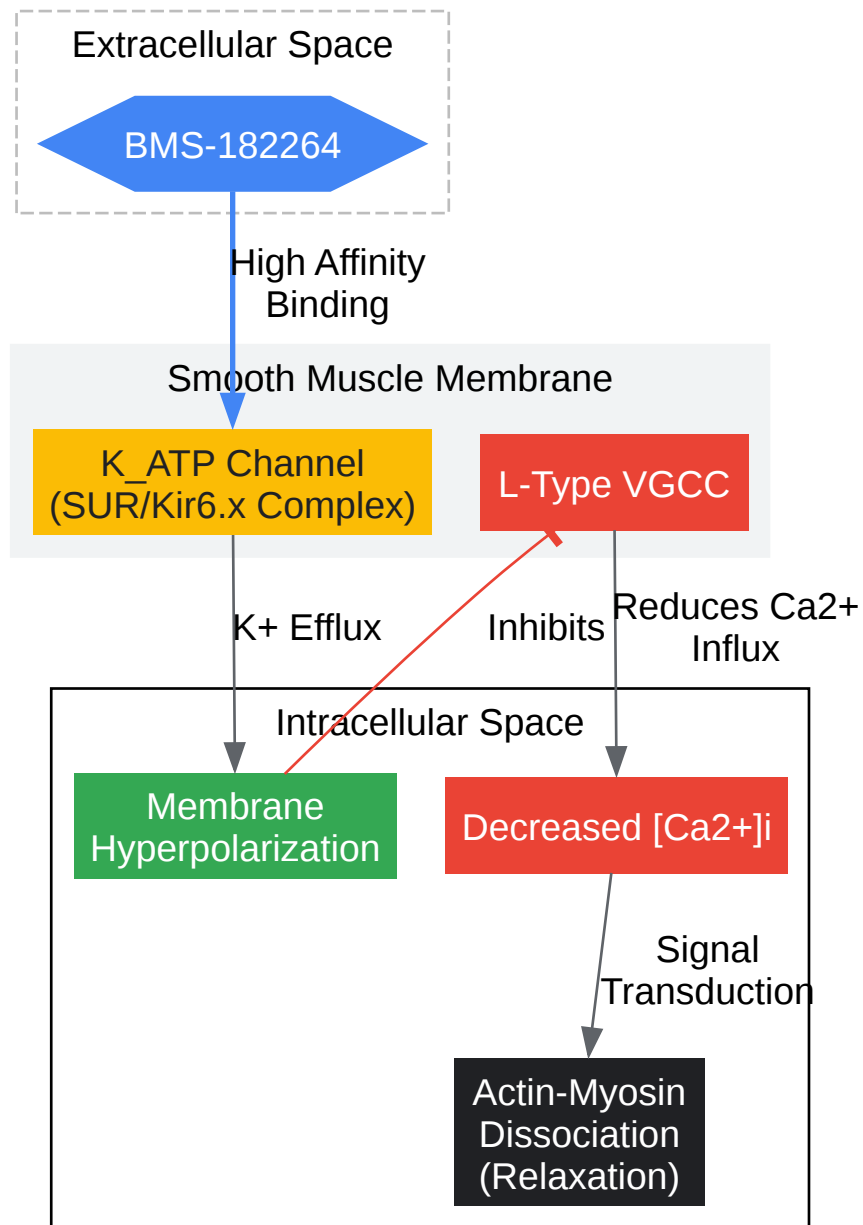 Extracellular Space
BMS-182264
High Affinity
Binding
Smooth Muscle Membrane
K_ATP Channel
(SUR/Kir6.x Complex)
L-Type VGCC
K+ Efflux
Inhibits
Reduces Ca2+
Influx
Intracellular Space
Membrane
Hyperpolarization
Decreased [Ca2+]i
Signal
Transduction
Actin-Myosin
Dissociation
(Relaxation)